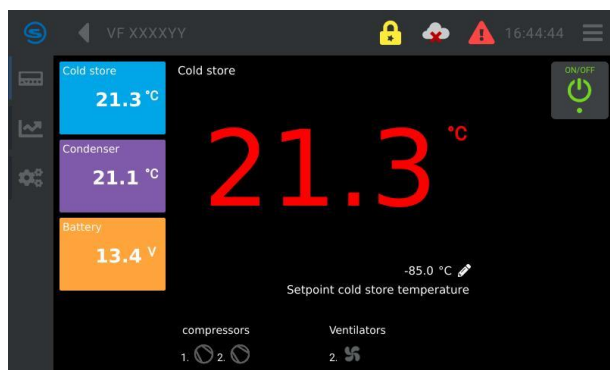 VF XXXXYY
16:44:44
Cold store
21.3 °C
Condenser
21.1 °C
Battery
13.4 V
Cold store
21.3 °C
-85.0 °C
Setpoint cold store temperature
ON/OFF
compressors
1. 2.
Ventilators
2.